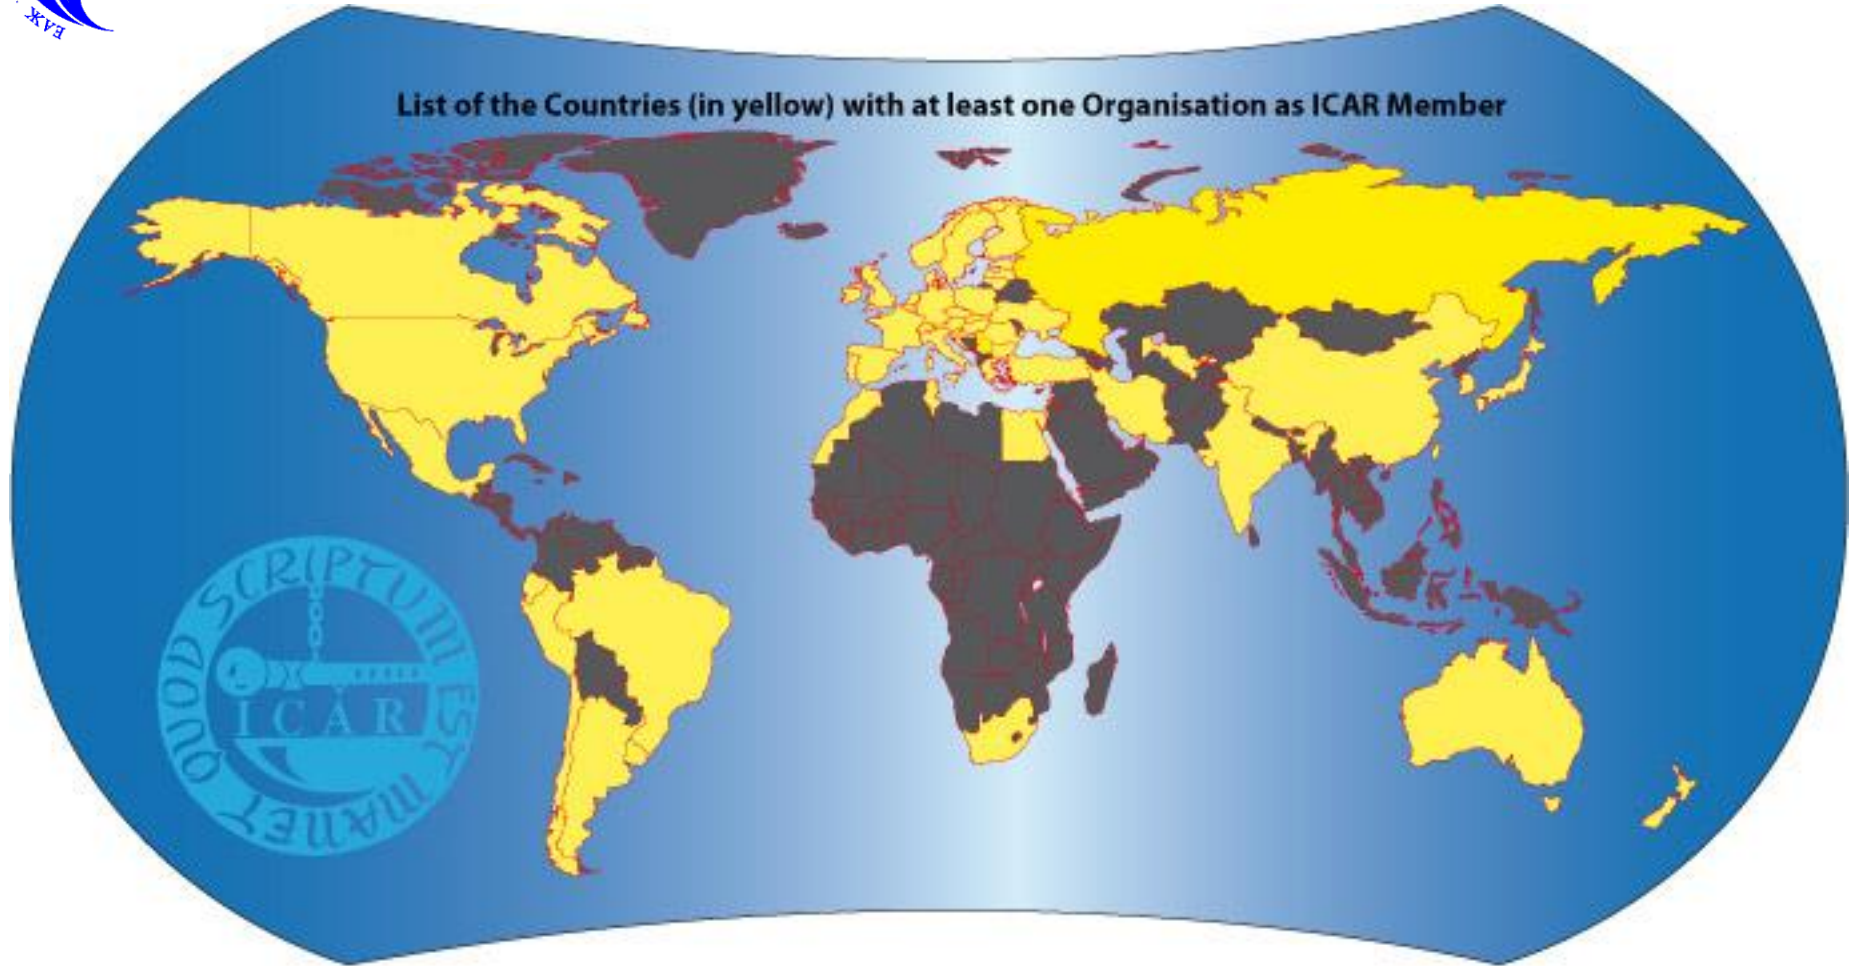 ЕАЖ
List of the Countries (in yellow) with at least one Organisation as ICAR Member
QUOD SCRIPTUM EST MANET
ICAR